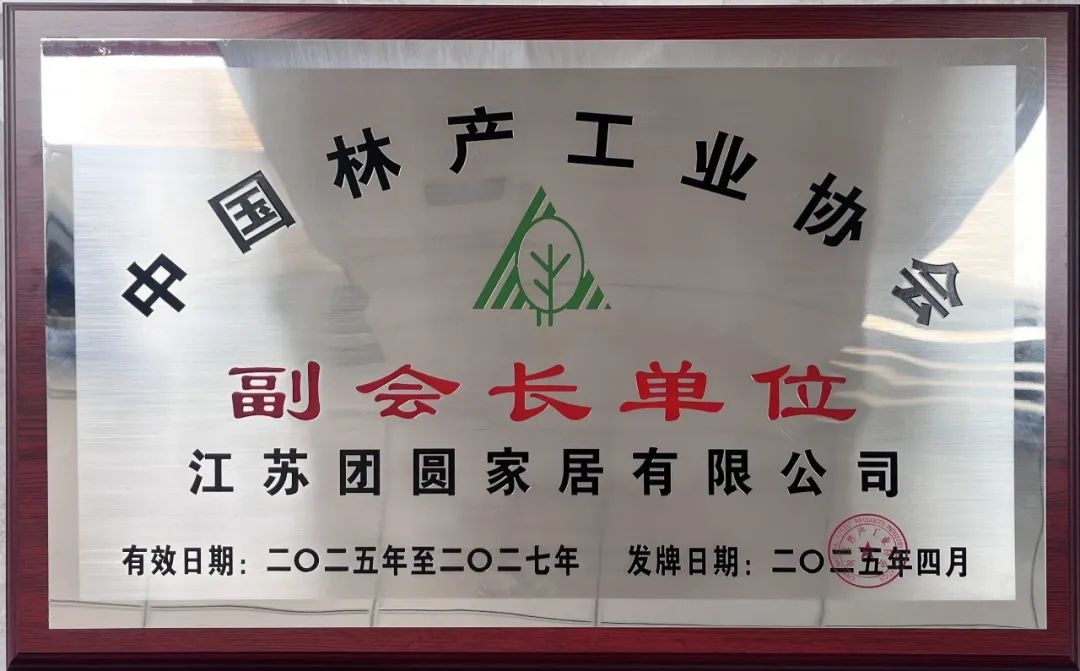 中国林产工业协会
副会长单位
江苏团圆家居有限公司
有效日期：二〇二五年至二〇二七年 发牌日期：二〇二五年四月